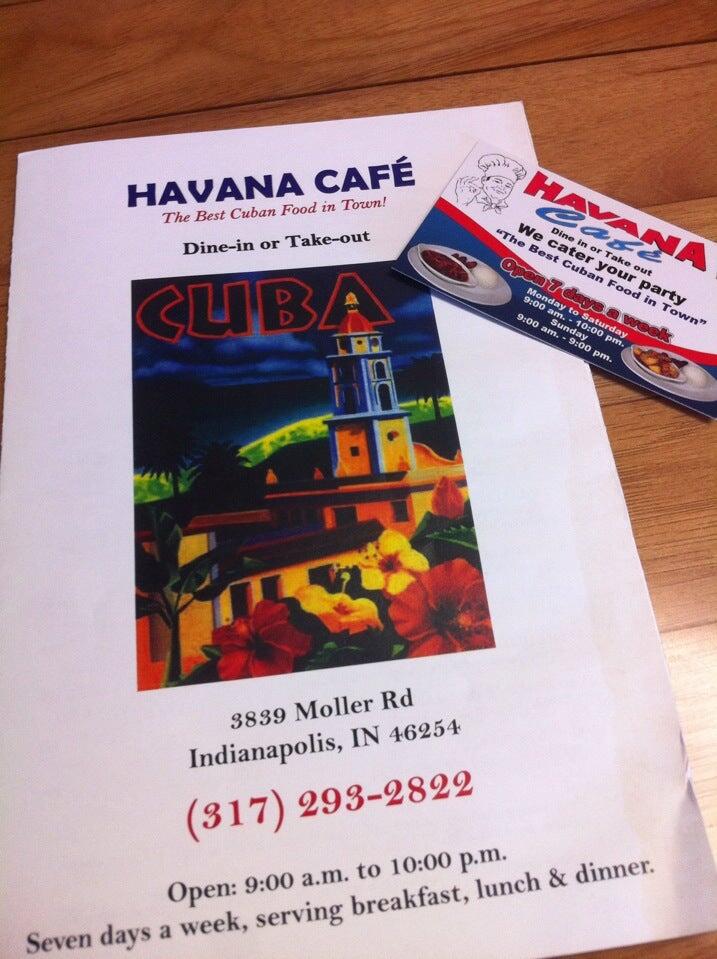 HAVANA CAFÉ
The Best Cuban Food in Town!
Dine-in or Take-out
CUBA
3839 Moller Rd
Indianapolis, IN 46254
(317) 293-2822
Open: 9:00 a.m. to 10:00 p.m.
Seven days a week, serving breakfast, lunch & dinner.
HAVANA
Café
Dine in or Take out
We cater your party
"The Best Cuban Food in Town"
Open 7 days a week
Monday to Saturday
9:00 am. - 10:00 pm.
Sunday
9:00 am. - 9:00 pm.